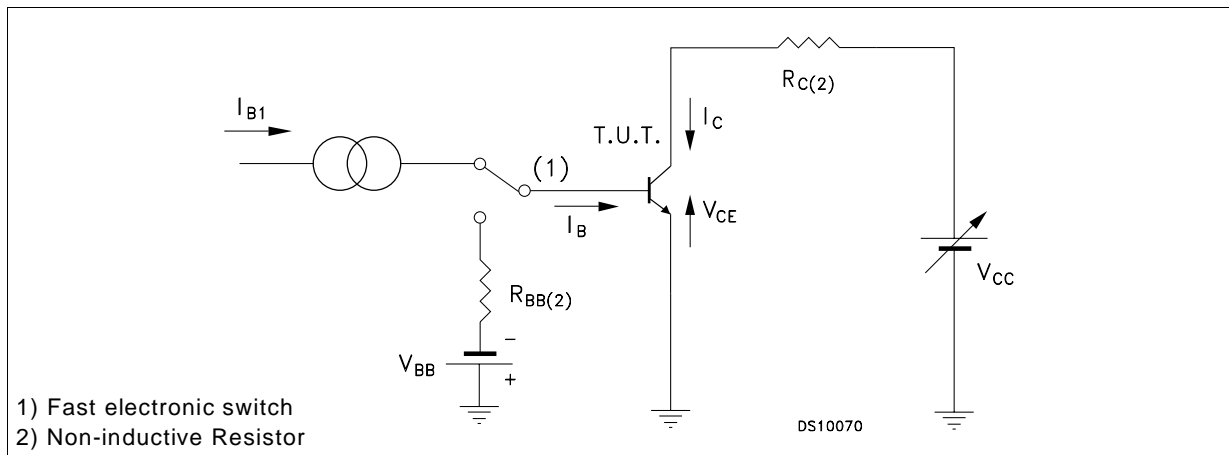 R_C(2)
I_B1
I_C
T.U.T.
(1)
V_CE
I_B
V_CC
R_BB(2)
-
V_BB
+
1) Fast electronic switch
2) Non-inductive Resistor
DS10070